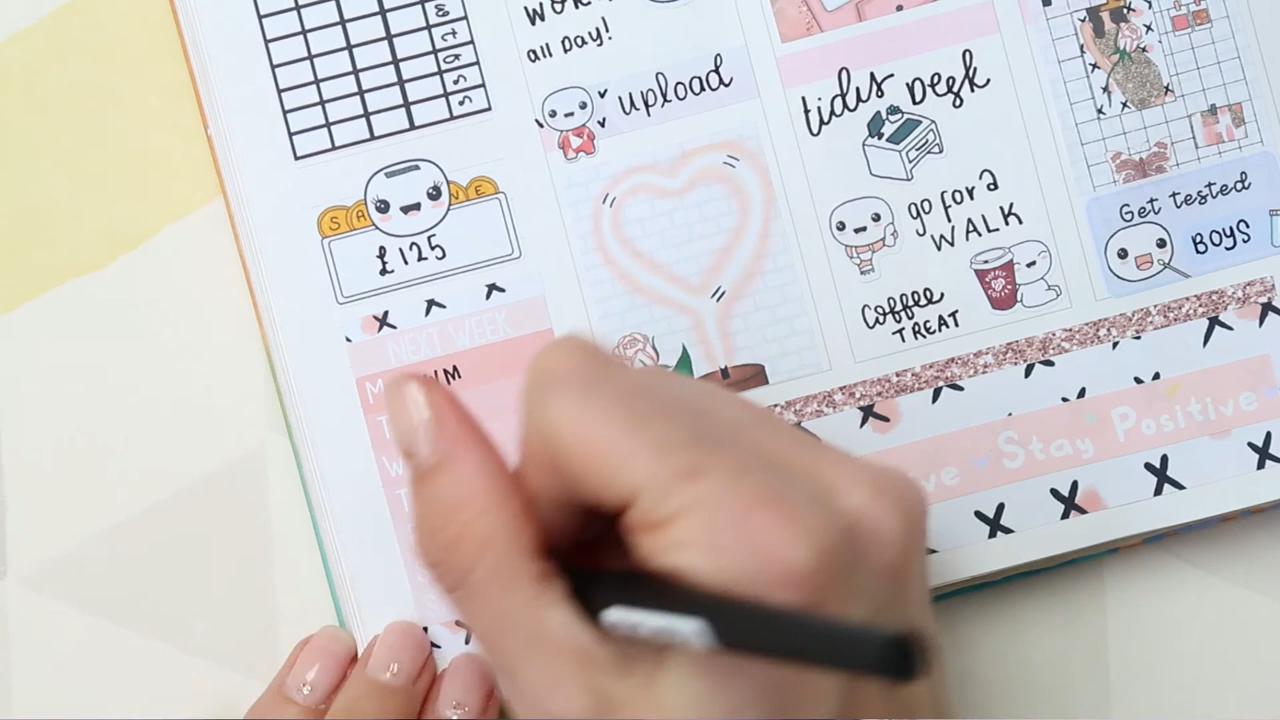 all Day!
upload
SAVE
£125
NEXT WEEK
M
T
W
T
tidy
DESK
go for a
WALK
COFFEE
TREAT
Get tested
BOYS
Stay Positive